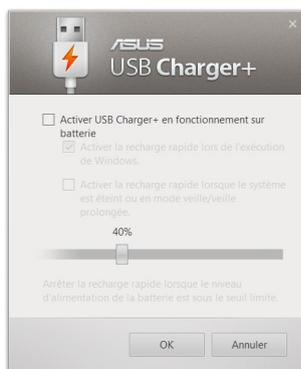 ASUS
USB Charger+
Activer USB Charger+ en fonctionnement sur
batterie
Activer la recharge rapide lors de l'exécution
de Windows.
Activer la recharge rapide lorsque le système
est éteint ou en mode veille/veille
prolongée.
40%
Arrêter la recharge rapide lorsque le niveau
d'alimentation de la batterie est sous le seuil limite.
OK
Annuler